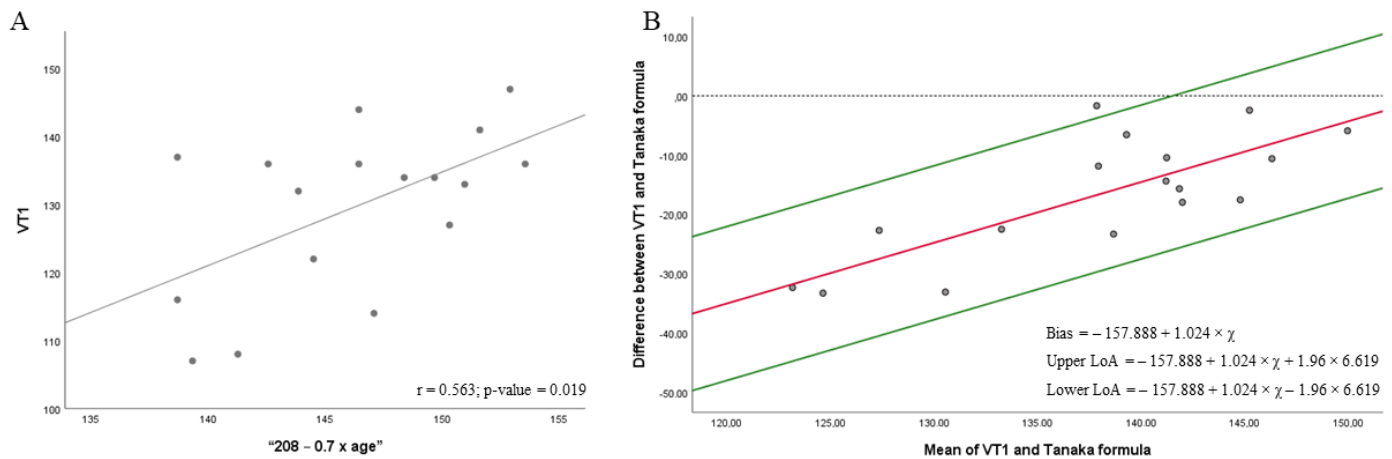 A
VT1
150
140
130
120
110
100
135
140
145
150
155
r = 0.563; p-value = 0.019
“208 – 0.7 x age”
B
Difference between VT1 and Tanaka formula
10,00
,00
-10,00
-20,00
-30,00
-40,00
-50,00
Bias = – 157.888 + 1.024 × χ
Upper LoA = – 157.888 + 1.024 × χ + 1.96 × 6.619
Lower LoA = – 157.888 + 1.024 × χ – 1.96 × 6.619
120,00
125,00
130,00
135,00
140,00
145,00
150,00
Mean of VT1 and Tanaka formula